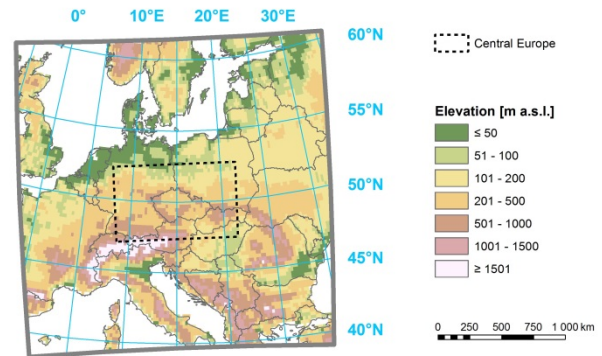 0° 10°E 20°E 30°E
60°N
55°N
50°N
45°N
40°N
Central Europe
Elevation [m a.s.l.]
≤ 50
51 - 100
101 - 200
201 - 500
501 - 1000
1001 - 1500
≥ 1501
0 250 500 1 000 km